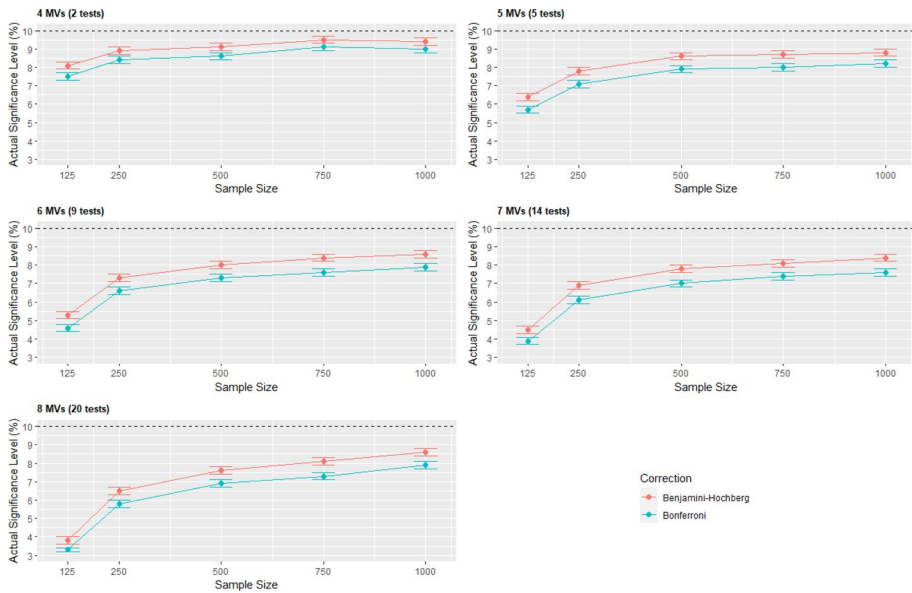 4 MVs (2 tests)
Actual Significance Level (%)
10
9
8
7
6
5
4
3
125 250 500 750 1000
Sample Size
5 MVs (5 tests)
Actual Significance Level (%)
10
9
8
7
6
5
4
3
125 250 500 750 1000
Sample Size
6 MVs (9 tests)
Actual Significance Level (%)
10
9
8
7
6
5
4
3
125 250 500 750 1000
Sample Size
7 MVs (14 tests)
Actual Significance Level (%)
10
9
8
7
6
5
4
3
125 250 500 750 1000
Sample Size
8 MVs (20 tests)
Actual Significance Level (%)
10
9
8
7
6
5
4
3
125 250 500 750 1000
Sample Size
Correction
Benjamini-Hochberg
Bonferroni